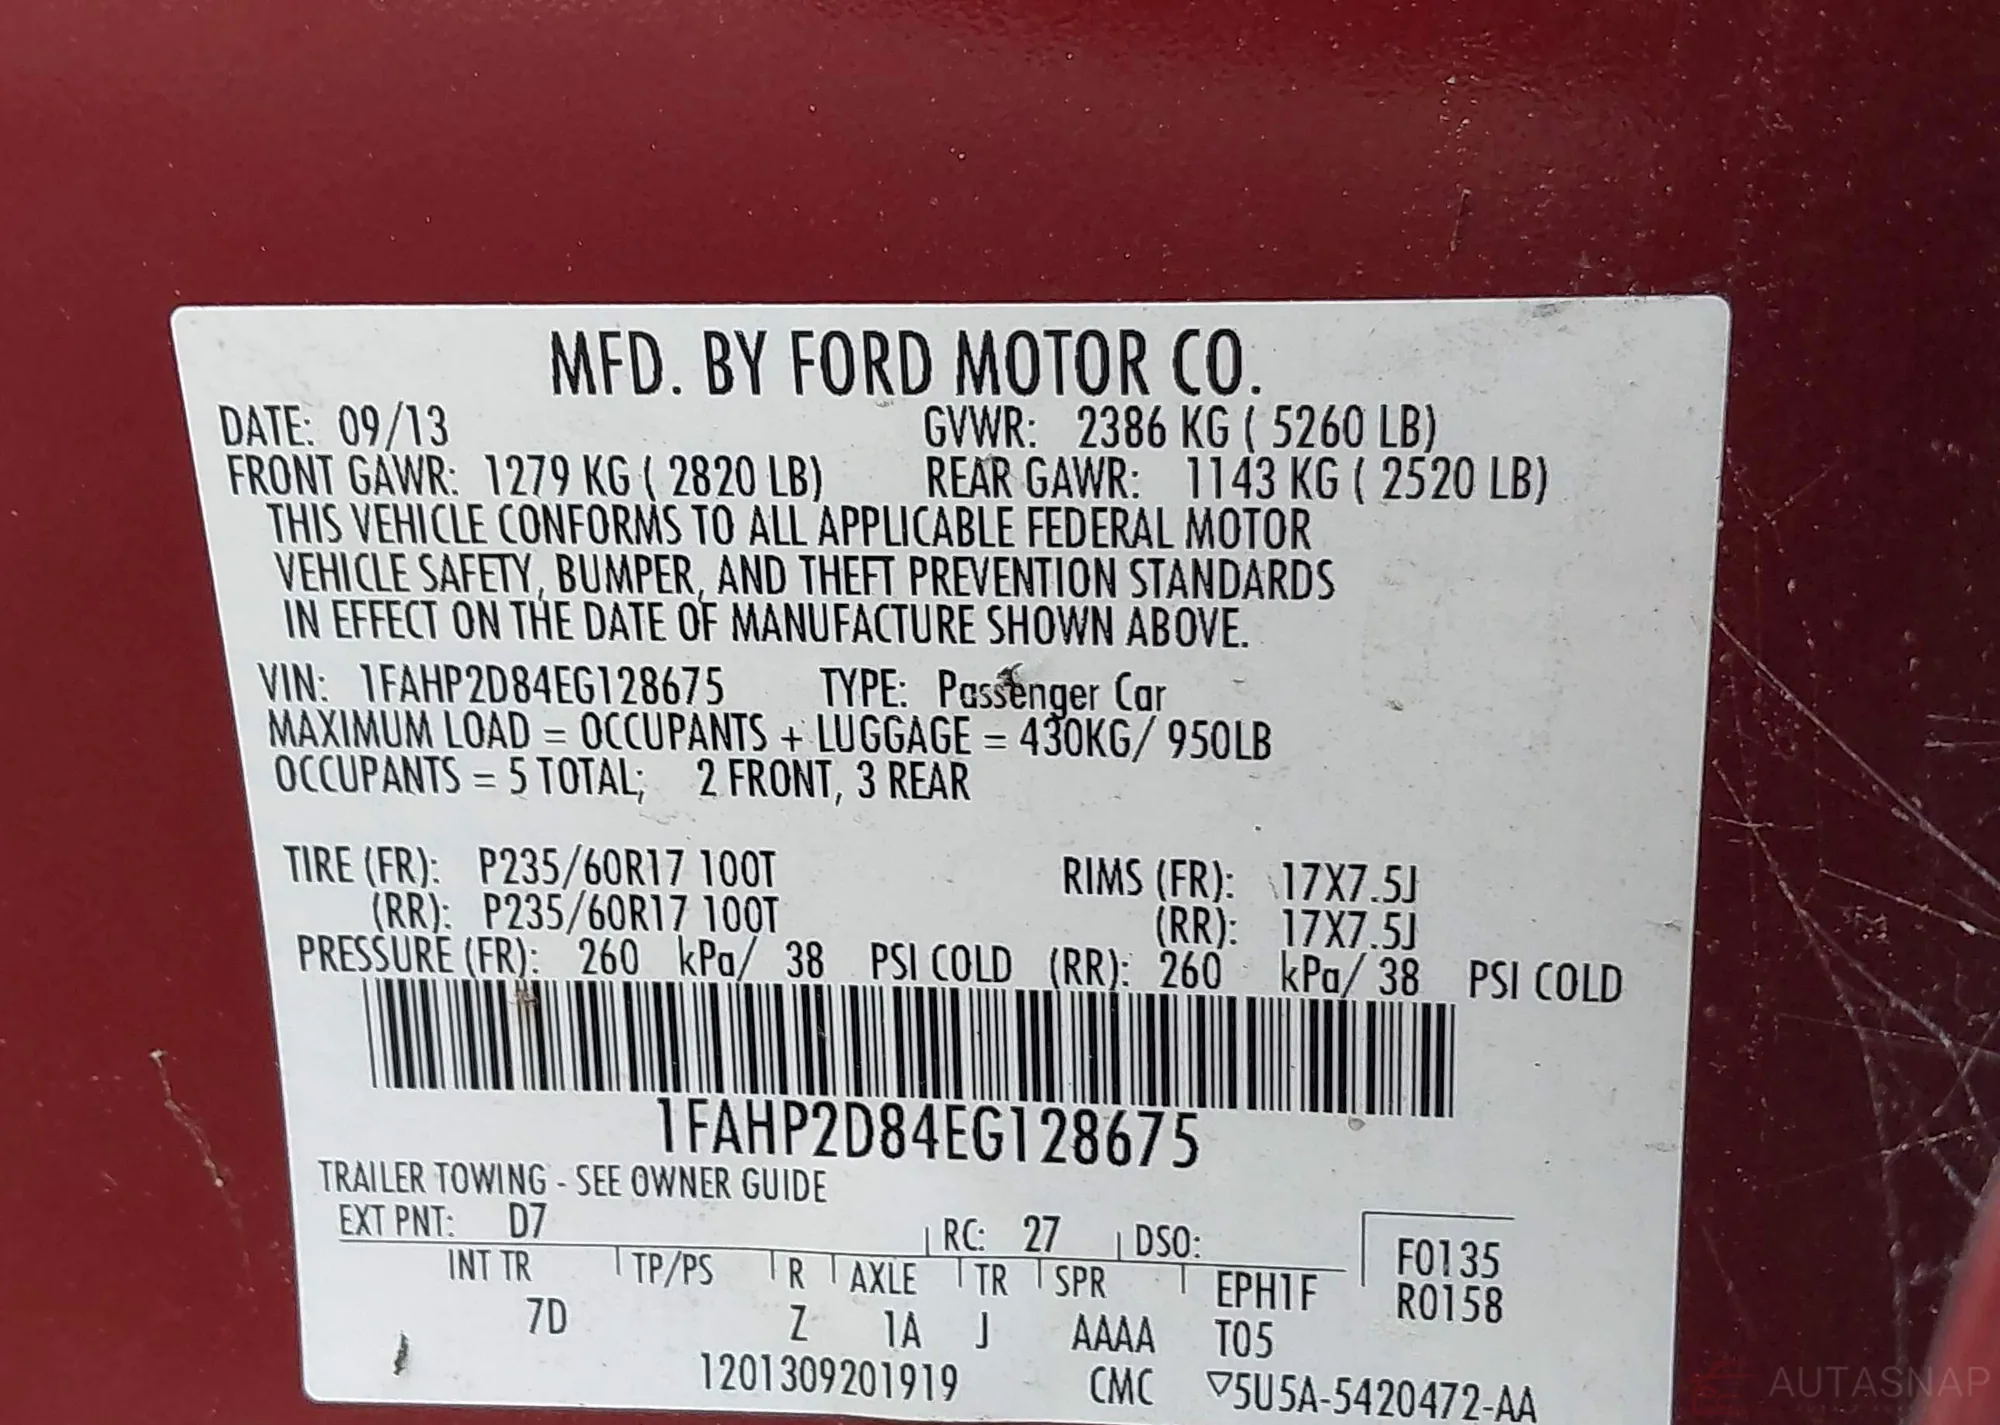 MFD. BY FORD MOTOR CO.
DATE: 09/13 GVWR: 2386 KG ( 5260 LB)
FRONT GAWR: 1279 KG ( 2820 LB) REAR GAWR: 1143 KG ( 2520 LB)
THIS VEHICLE CONFORMS TO ALL APPLICABLE FEDERAL MOTOR
VEHICLE SAFETY, BUMPER, AND THEFT PREVENTION STANDARDS
IN EFFECT ON THE DATE OF MANUFACTURE SHOWN ABOVE.
VIN: 1FAHP2D84EG128675 TYPE: Passenger Car
MAXIMUM LOAD = OCCUPANTS + LUGGAGE = 430KG/ 950LB
OCCUPANTS = 5 TOTAL; 2 FRONT, 3 REAR
TIRE (FR): P235/60R17 100T RIMS (FR): 17X7.5J
(RR): P235/60R17 100T (RR): 17X7.5J
PRESSURE (FR): 260 kPa/ 38 PSI COLD (RR): 260 kPa/ 38 PSI COLD
1FAHP2D84EG128675
TRAILER TOWING - SEE OWNER GUIDE
EXT PNT: D7 RC: 27 DSO: F0135
INT TR TP/PS R AXLE TR SPR EPH1F R0158
7D Z 1A J AAAA T05
1201309201919 CMC ▽5U5A-5420472-AA
AUTASNAP